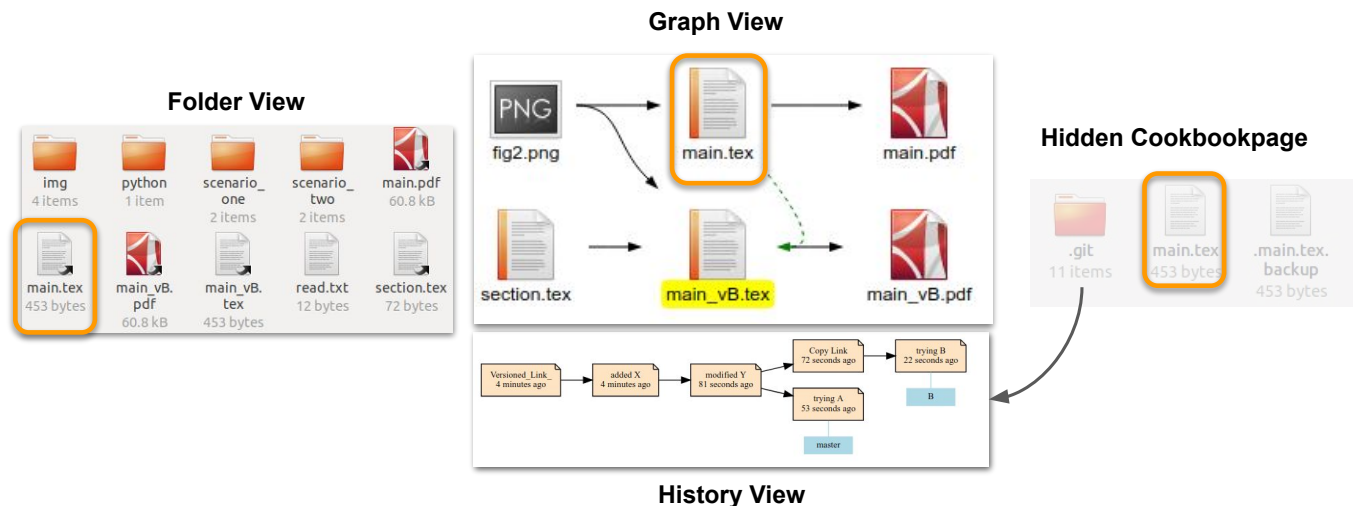 Graph View
Folder View
img
4 items
python
1 item
scenario_
one
2 items
scenario_
two
2 items
main.pdf
60.8 kB
main.tex
453 bytes
main_vB.
pdf
60.8 kB
main_vB.
tex
453 bytes
read.txt
12 bytes
section.tex
72 bytes
PNG
fig2.png
main.tex
main.pdf
section.tex
main_vB.tex
main_vB.pdf
Hidden Cookbookpage
.git
11 items
main.tex
453 bytes
.main.tex.
backup
453 bytes
Versioned_Link_
4 minutes ago
added X
4 minutes ago
modified Y
81 seconds ago
Copy Link
72 seconds ago
trying B
22 seconds ago
B
trying A
53 seconds ago
master
History View